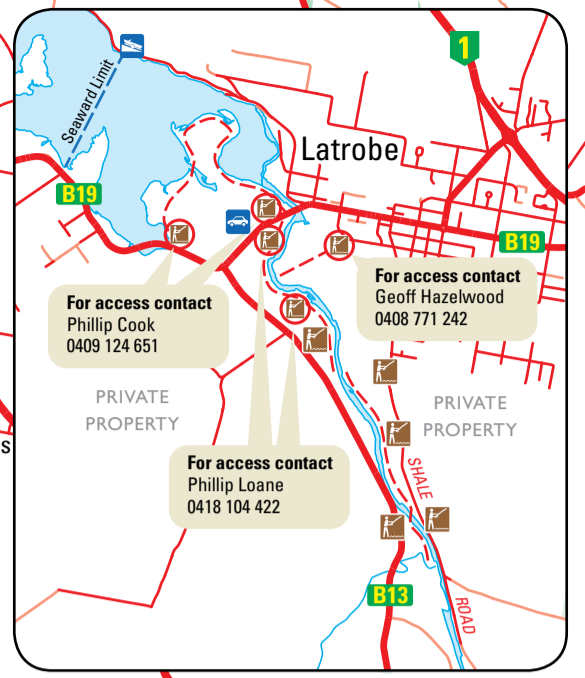 Seaward Limit
1
Latrobe
B19
B19
For access contact
Geoff Hazelwood
0408 771 242
For access contact
Phillip Cook
0409 124 651
PRIVATE
PROPERTY
PRIVATE
PROPERTY
S
For access contact
Phillip Loane
0418 104 422
SHALE
ROAD
B13